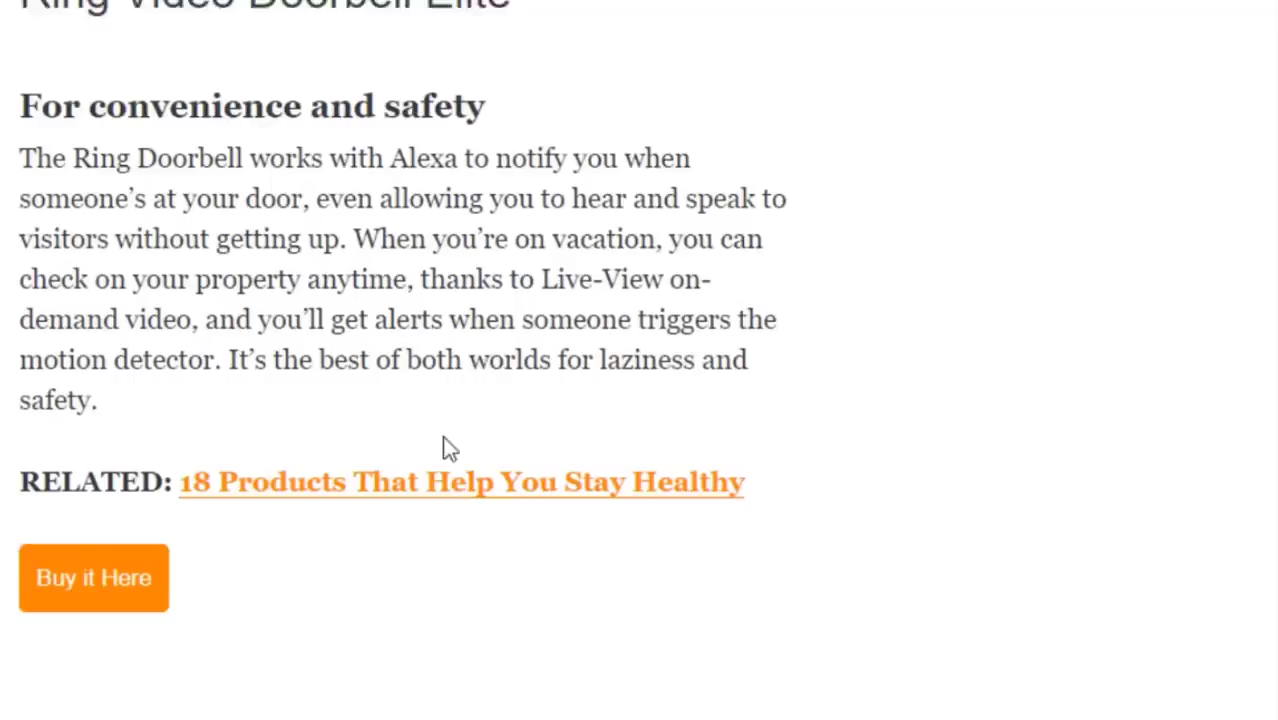 Ring Video Doorbell Elite
For convenience and safety
The Ring Doorbell works with Alexa to notify you when
someone’s at your door, even allowing you to hear and speak to
visitors without getting up. When you’re on vacation, you can
check on your property anytime, thanks to Live-View on-
demand video, and you’ll get alerts when someone triggers the
motion detector. It’s the best of both worlds for laziness and
safety.
RELATED: 18 Products That Help You Stay Healthy
Buy it Here